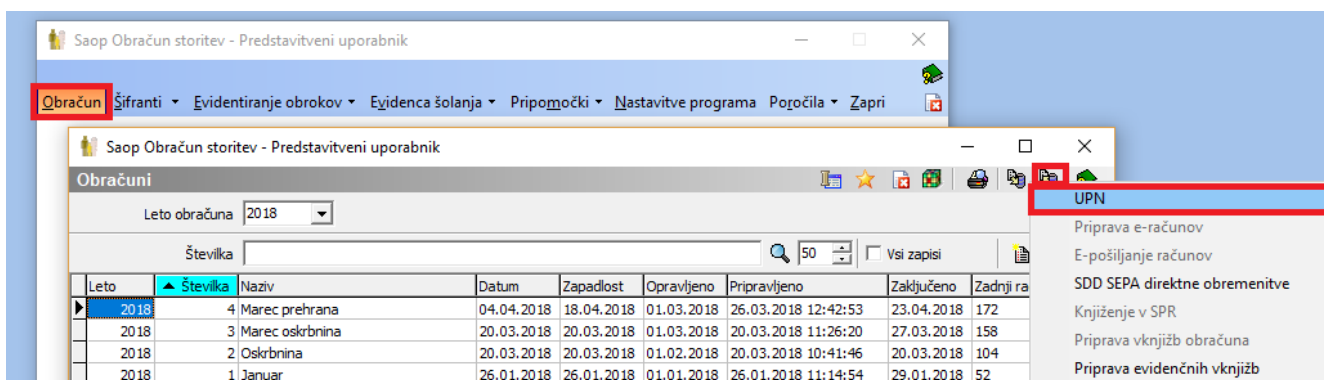 Saop Obračun storitev - Predstavitveni uporabnik
Obračun Šifranti Evidentiranje obrokov Evidenca šolanja Pripomočki Nastavitve programa Poročila Zapri
Saop Obračun storitev - Predstavitveni uporabnik
Obračuni
Leto obračuna 2018
Številka 50 Vsi zapisi
Leto Številka Naziv Datum Zapadlost Opravljeno Pripravljeno Zaključeno Zadnji ra
2018 4 Marec prehrana 04.04.2018 18.04.2018 01.03.2018 26.03.2018 12:42:53 23.04.2018 172
2018 3 Marec oskrbnina 20.03.2018 20.03.2018 01.03.2018 20.03.2018 11:26:20 27.03.2018 158
2018 2 Oskrbnina 20.03.2018 20.03.2018 01.02.2018 20.03.2018 10:41:46 20.03.2018 104
2018 1 Januar 26.01.2018 26.01.2018 01.01.2018 26.01.2018 11:14:54 29.01.2018 52
UPN
Priprava e-računov
E-pošiljanje računov
SDD SEPA direktne obremenitve
Knjiženje v SPR
Priprava vknjižb obračuna
Priprava evidenčnih vknjižb